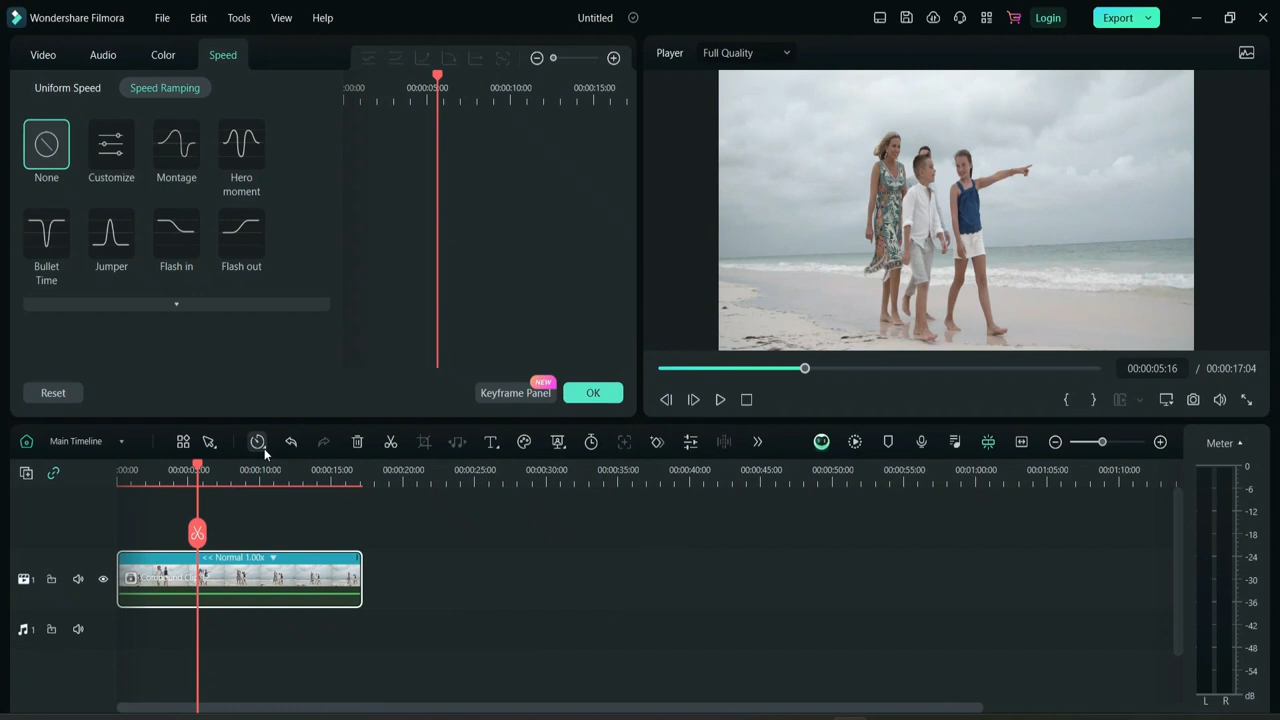 Wondershare Filmora File Edit Tools View Help Untitled Login Export
Video Audio Color Speed
Player Full Quality
Uniform Speed Speed Ramping
:00:00 00:00:05:00 00:00:10:00 00:00:15:00
None Customize Montage Hero moment
Bullet Time Jumper Flash in Flash out
Reset Keyframe Panel NEW OK
00:00:05:16 / 00:00:17:04
Main Timeline Meter
:00:00 00:00:05:00 00:00:10:00 00:00:15:00 00:00:20:00 00:00:25:00 00:00:30:00 00:00:35:00 00:00:40:00 00:00:45:00 00:00:50:00 00:00:55:00 00:01:00:00 00:01:05:00 00:01:10:00
<< Normal 1.00x
Compound Clip
1
1
0
-6
-12
-18
-24
-30
-36
-42
-48
-54
dB
L R